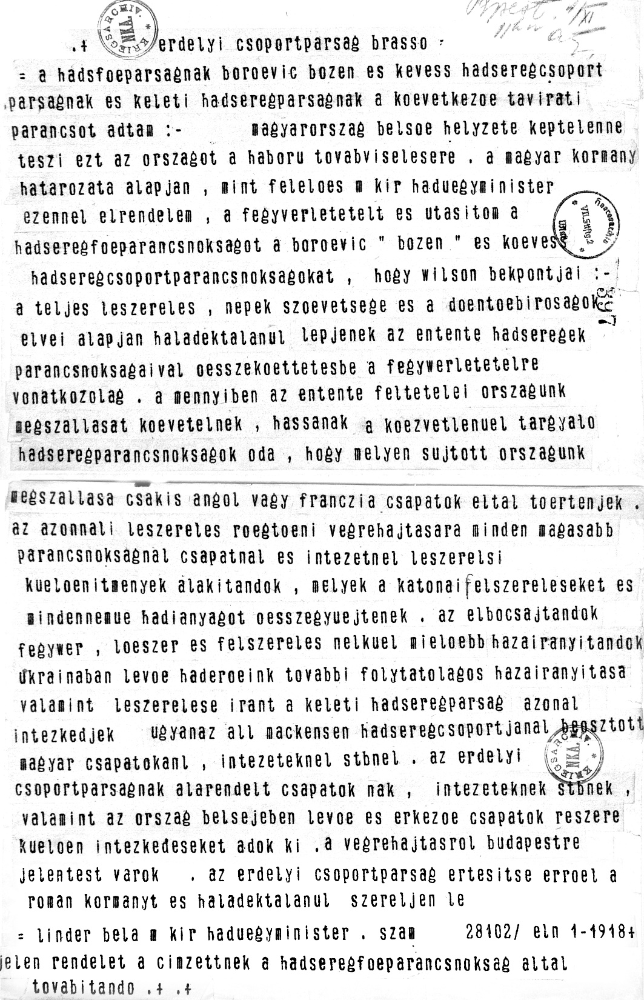 .+ erdelyi csoportparsag brasso =
= a hadsfoeparsagnak boroevic bozen es kevess hadseregcsoport
parsagnak es keleti hadseregparsagnak a koevetkezoe tavirati
parancsot adtam :- magyarorszag belsoe helyzete keptelenne
teszi ezt az orszagot a haboru tovabviselesere . a magyar kormany
hatarozata alapjan , mint feleloes m kir haduegyminister
ezennel elrendelem , a fegyverletetelt es utasitom a
hadseregfoeparancsnoksagot a boroevic " bozen " es koevess
hadseregcsoportparancsnoksagokat , hogy wilson bekpontjai :-
a teljes leszereles , nepek szoevetsege es a doentoebirosagok
elvei alapjan haladektalanul lepjenek az entente hadseregek
parancsnoksagaival oesszekoettetesbe a fegywerletetelre
vonatkozolag . a mennyiben az entente feltetelei orszagunk
megszallasat koevetelnek , hassanak a koezvetlenuel targyalo
hadseregparancsnoksagok oda , hogy melyen sujtott orszagunk
megszallasa csakis angol vagy franczia csapatok eltal toertenjek .
az azonnali leszereles roegtoeni vegrehajtasara minden magasabb
parancsnoksagnal csapatnal es intezetnel leszerelsi
kueloenitmenyek alakitandok , melyek a katonai felszereleseket es
mindennemue hadianyagot oesszegyuejtenek . az elbocsajtandok
fegywer , loeszer es felszereles nelkuel mieloebb hazairanyitandok
ukrainaban levoe haderoeink tovabbi folytatolagos hazairanyitasa
valamint leszerelese irant a keleti hadseregparsag azonal
intezkedjek ugyanaz all mackensen hadseregcsoportjanal beosztott
magyar csapatokanl , intezeteknel stbnel . az erdelyi
csoportparsagnak alarendelt csapatok nak , intezeteknek stbnek ,
valamint az orszag belsejeben levoe es erkezoe csapatok reszere
kueloen intezkedeseket adok ki . a vegrehajtasrol budapestre
jelentest varok . az erdelyi csoportparsag ertesitse erroel a
roman kormanyt es haladektalanul szereljen le
= linder bela m kir haduegyminister . szam 28102/ eln 1-1918+
jelen rendelet a cimzettnek a hadseregfoeparancsnoksag altal
tovabitando .+ .+
KRIEGSARCHIV. NKA.
397
KRIEGSARCHIV. NKA.